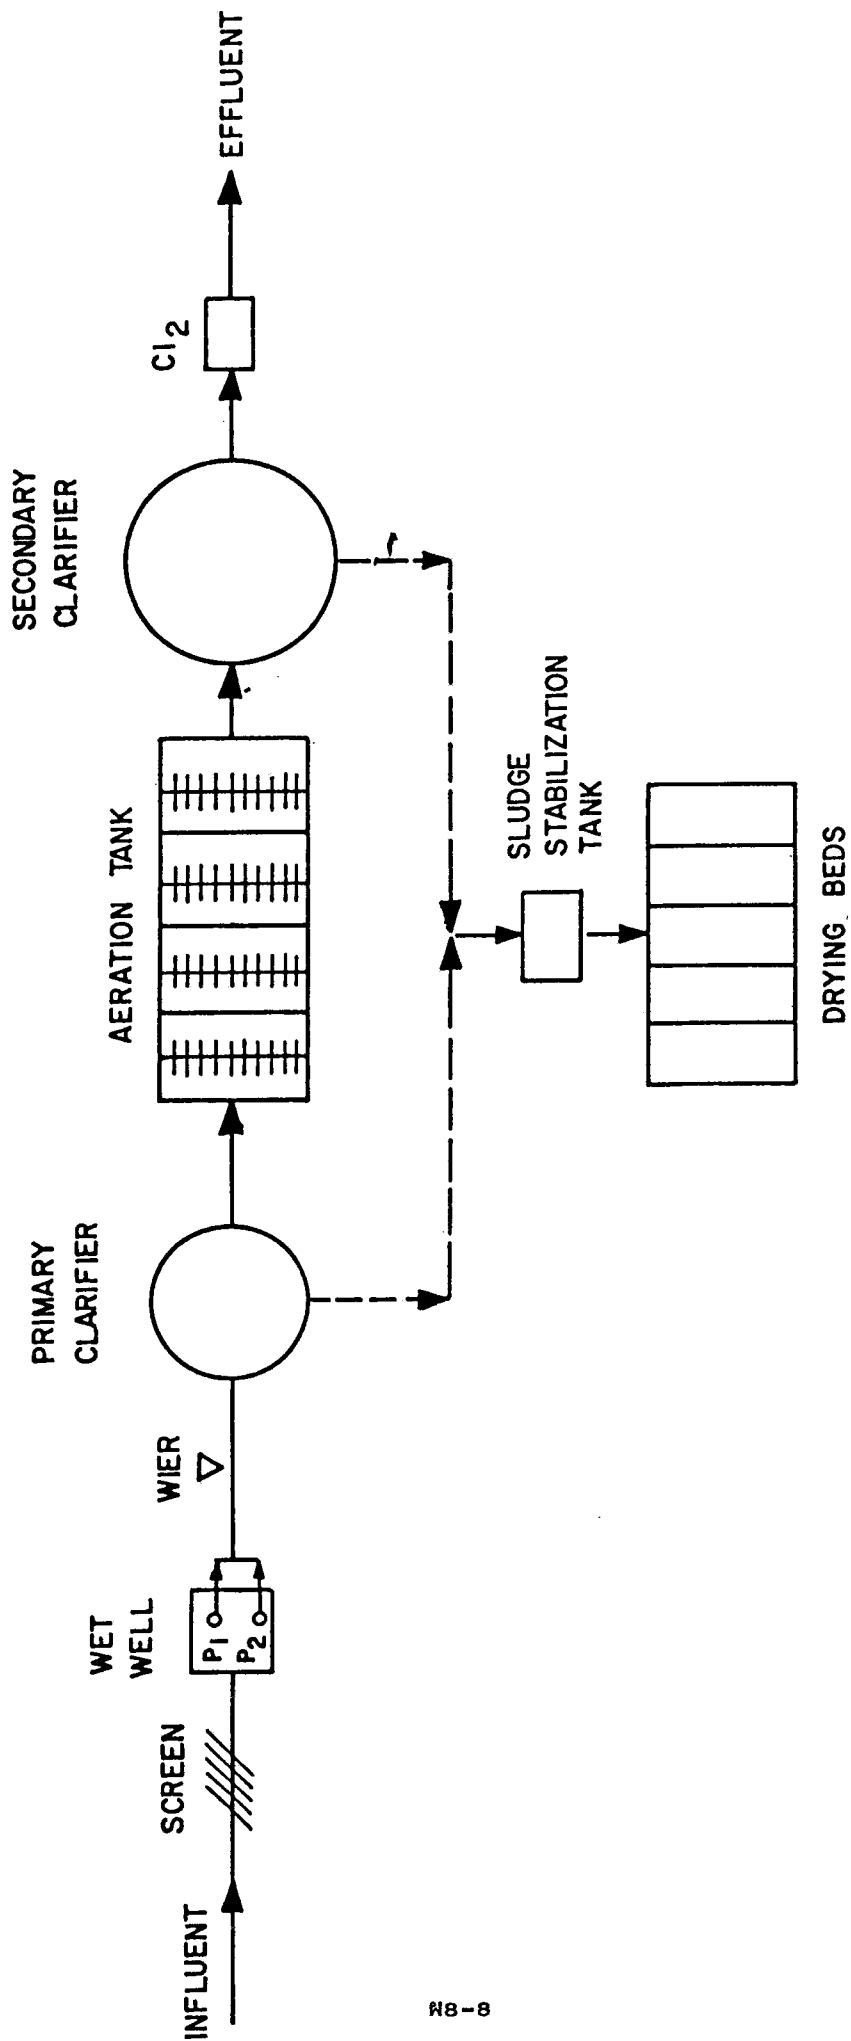 INFLUENT
SCREEN
WET
WELL
P1
P2
WIER
PRIMARY
CLARIFIER
AERATION TANK
SECONDARY
CLARIFIER
Cl2
EFFLUENT
SLUDGE
STABILIZATION
TANK
DRYING BEDS
W8-8